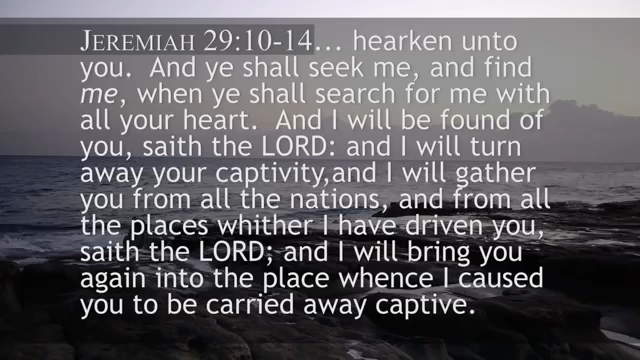 JEREMIAH 29:10-14... hearken unto
you.  And ye shall seek me, and find
me, when ye shall search for me with
all your heart.  And I will be found of
you, saith the LORD: and I will turn
away your captivity,and I will gather
you from all the nations, and from all
the places whither I have driven you,
saith the LORD; and I will bring you
again into the place whence I caused
you to be carried away captive.